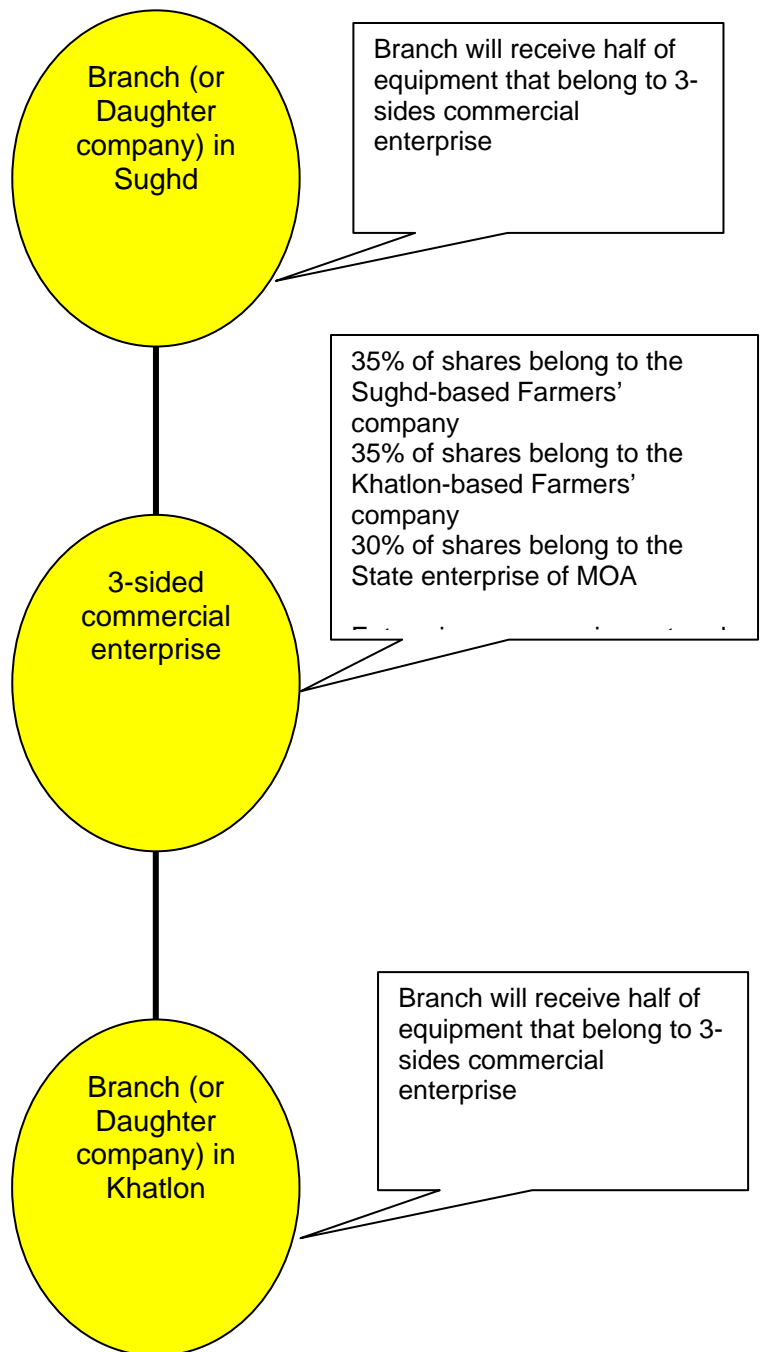 Branch (or
Daughter
company) in
Sughd
Branch will receive half of
equipment that belong to 3-
sides commercial
enterprise
35% of shares belong to the
Sughd-based Farmers’
company
35% of shares belong to the
Khatlon-based Farmers’
company
30% of shares belong to the
State enterprise of MOA
3-sided
commercial
enterprise
Branch will receive half of
equipment that belong to 3-
sides commercial
enterprise
Branch (or
Daughter
company) in
Khatlon